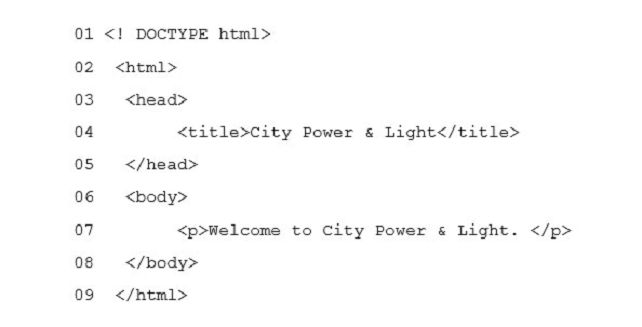 01 <! DOCTYPE html>
02 <html>
03 <head>
04 <title>City Power & Light</title>
05 </head>
06 <body>
07 <p>Welcome to City Power & Light. </p>
08 </body>
09 </html>